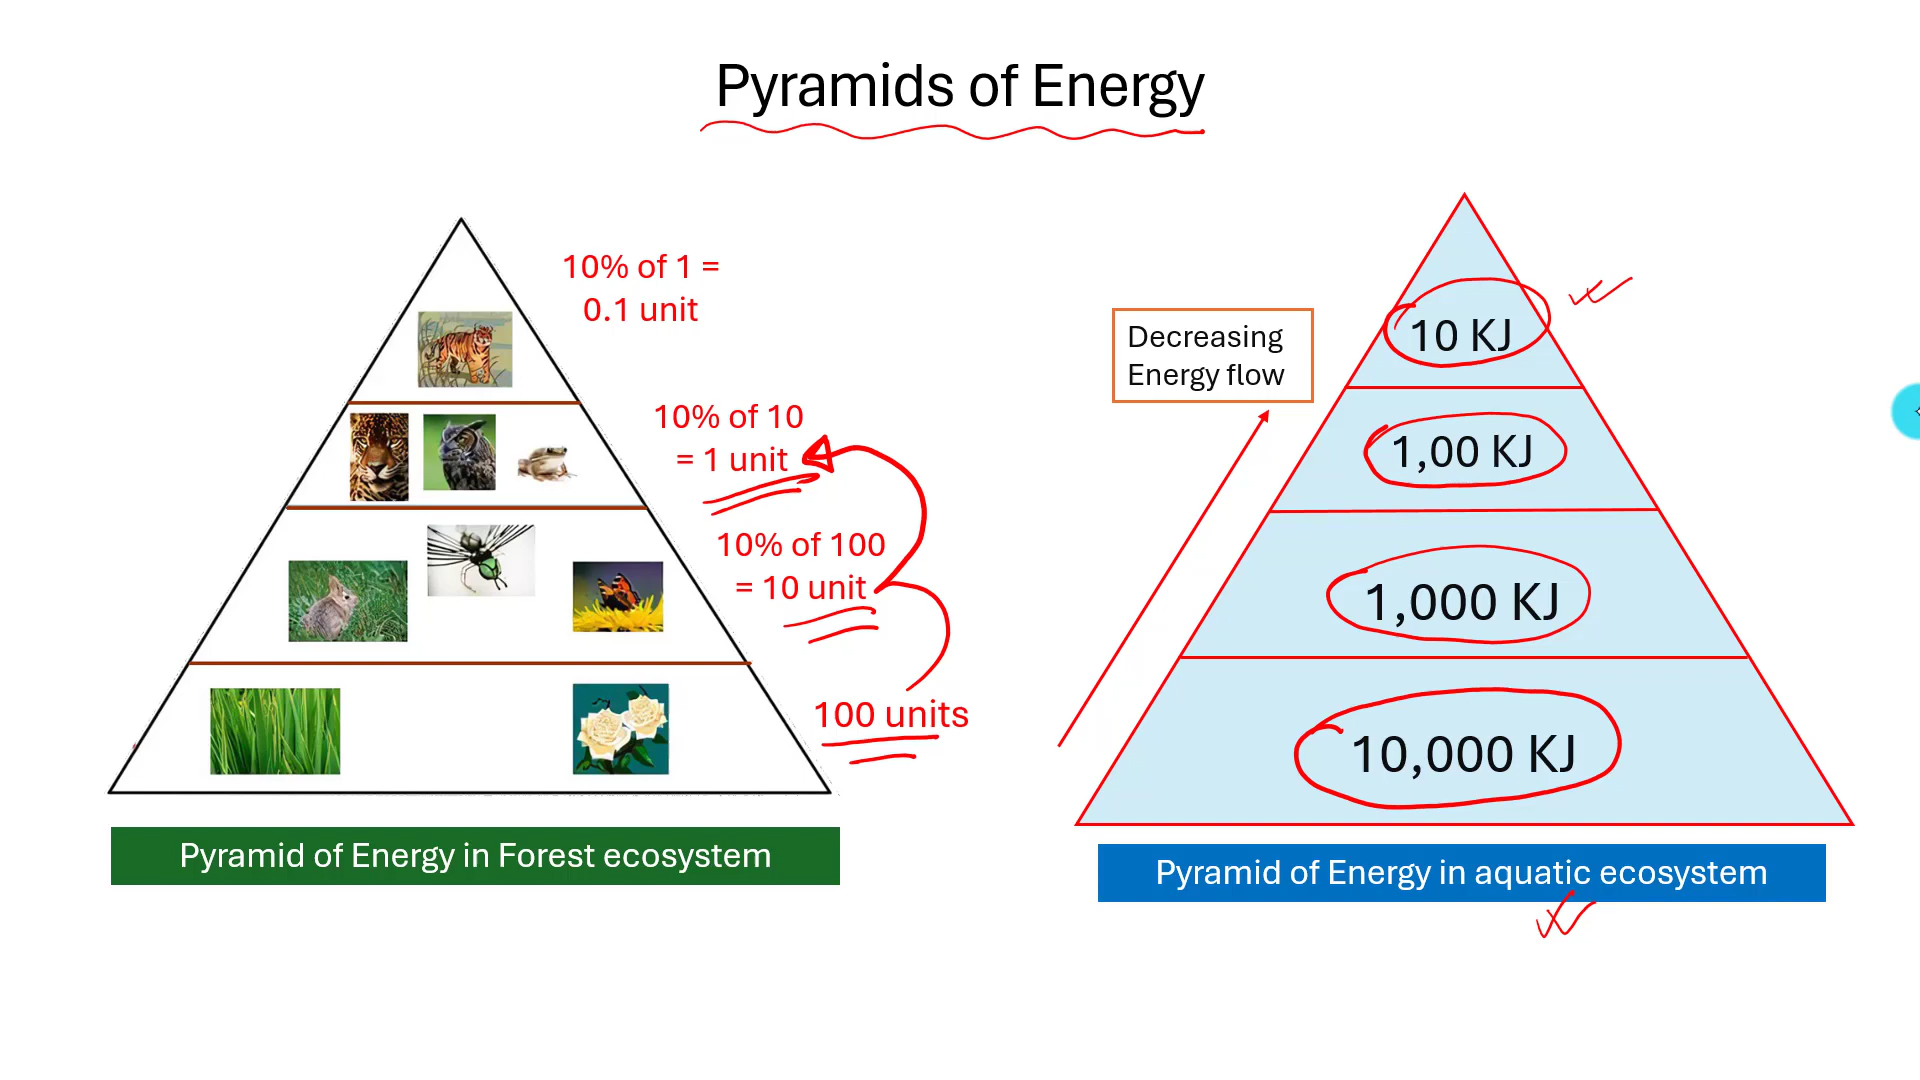 Pyramids of Energy
10% of 1 =
0.1 unit
10% of 10
= 1 unit
10% of 100
= 10 unit
100 units
Pyramid of Energy in Forest ecosystem
Decreasing
Energy flow
10 KJ
1,00 KJ
1,000 KJ
10,000 KJ
Pyramid of Energy in aquatic ecosystem